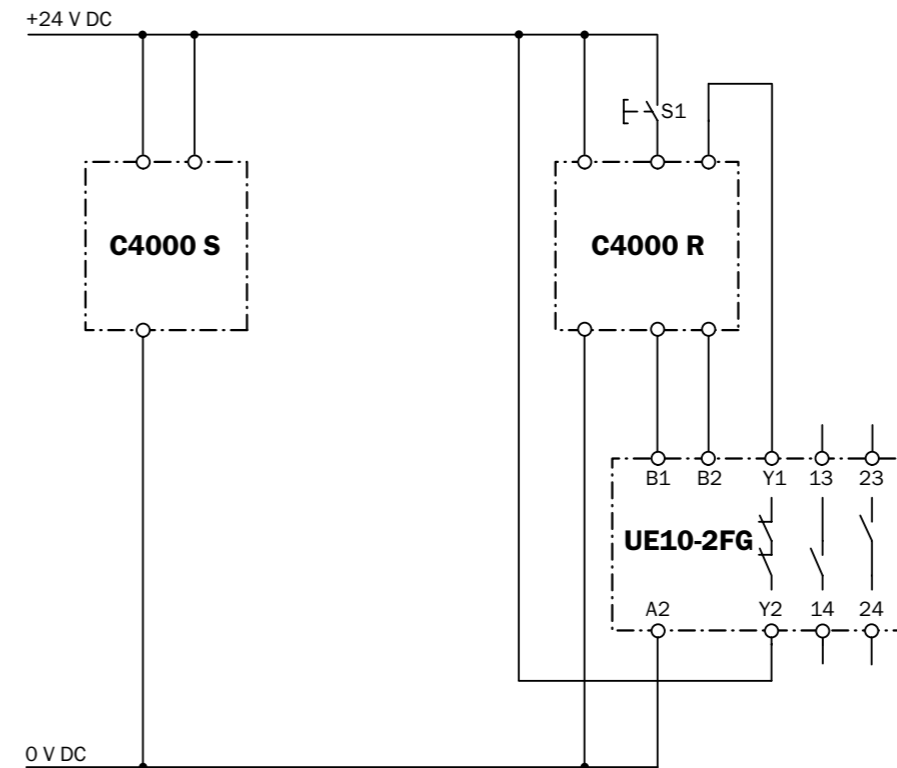 +24 V DC
S1
C4000 S
C4000 R
B1 B2 Y1 13 23
UE10-2FG
A2 Y2 14 24
0 V DC